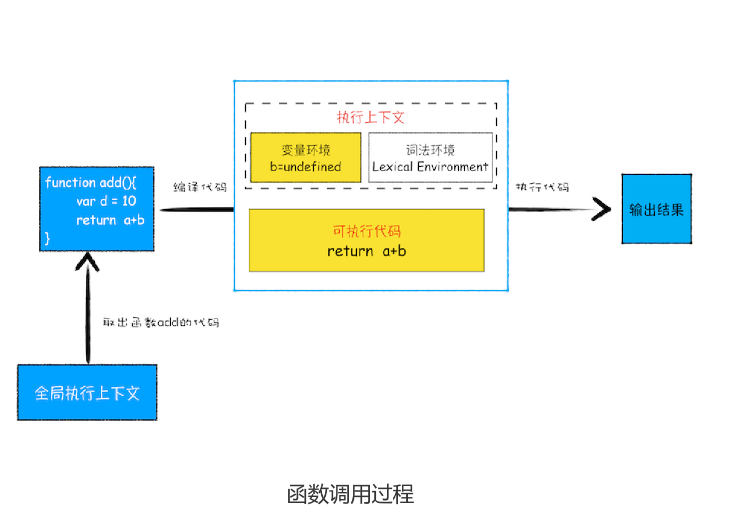 执行上下文
变量环境
b=undefined
词法环境
Lexical Environment
function add(){
var d = 10
return a+b
}
编译代码
可执行代码
return a+b
执行代码
输出结果
取出函数add的代码
全局执行上下文
函数调用过程